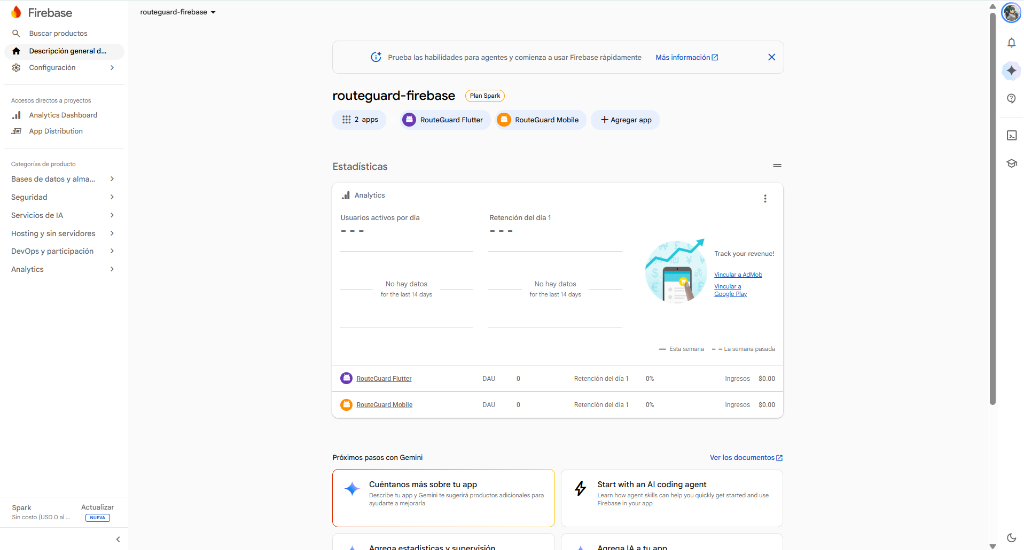 Firebase
Buscar productos
Descripción general d...
Configuración
Accesos directos a proyectos
Analytics Dashboard
App Distribution
Categorías de producto
Bases de datos y alma...
Seguridad
Servicios de IA
Hosting y sin servidores
DevOps y participación
Analytics
Spark
Sin costo (USD 0 al ...
Actualizar
NUEVA
routeguard-firebase
Prueba las habilidades para agentes y comienza a usar Firebase rápidamente Más información
routeguard-firebase Plan Spark
2 apps RouteGuard Flutter RouteGuard Mobile + Agregar app
Estadísticas
Analytics
Usuarios activos por día
- - -
No hay datos
for the last 14 days
Retención del día 1
- - -
No hay datos
for the last 14 days
Track your revenue!
Vincular a AdMob
Vincular a
Google Play
Esta semana La semana pasada
RouteGuard Flutter DAU 0 Retención del día 1 0% Ingresos $0.00
RouteGuard Mobile DAU 0 Retención del día 1 0% Ingresos $0.00
Próximos pasos con Gemini Ver los documentos
Cuéntanos más sobre tu app
Describe tu app y Gemini te sugerirá productos adicionales para
ayudarte a mejorarla
Start with an AI coding agent
Learn how agent skills can help you quickly get started and use
Firebase in your app
Agrega estadísticas y supervisión
Agrega IA a tu app